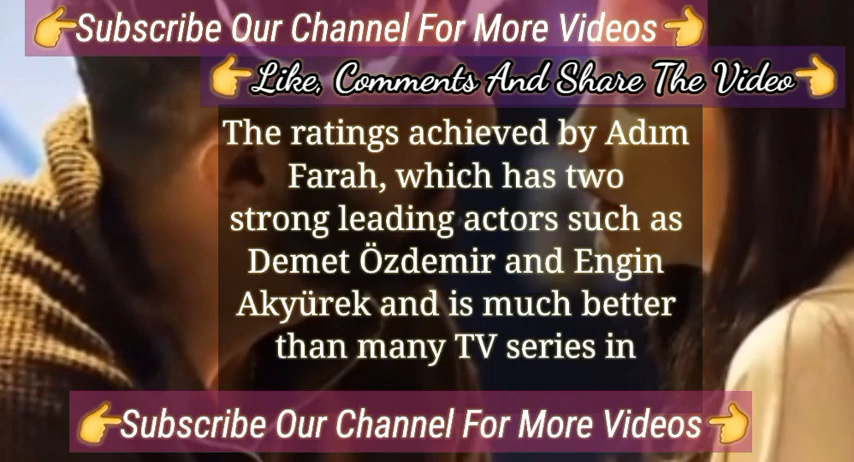 👉Subscribe Our Channel For More Videos👈
👉Like, Comments And Share The Video👈
The ratings achieved by Adım
Farah, which has two
strong leading actors such as
Demet Özdemir and Engin
Akyürek and is much better
than many TV series in
👉Subscribe Our Channel For More Videos👈